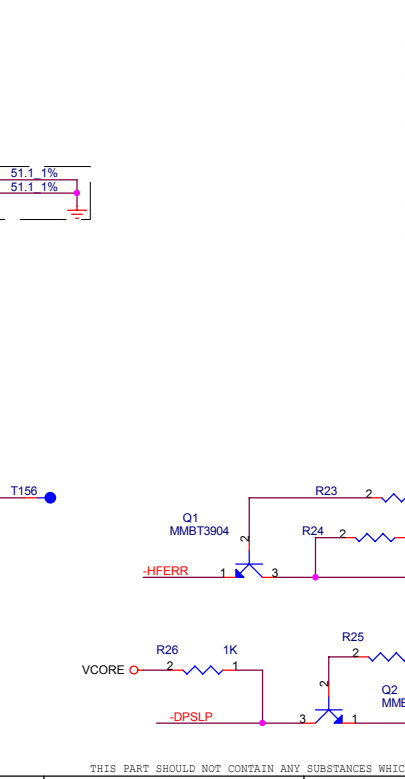 51.1_1%
51.1_1%
T156
R23 2
Q1
MMBT3904
2
R24 2
-HFERR 1 3
R25
R26 1K
2
VCORE 2 1
2
Q2
MMB
-DPSLP 3 1
THIS PART SHOULD NOT CONTAIN ANY SUBSTANCES WHIC